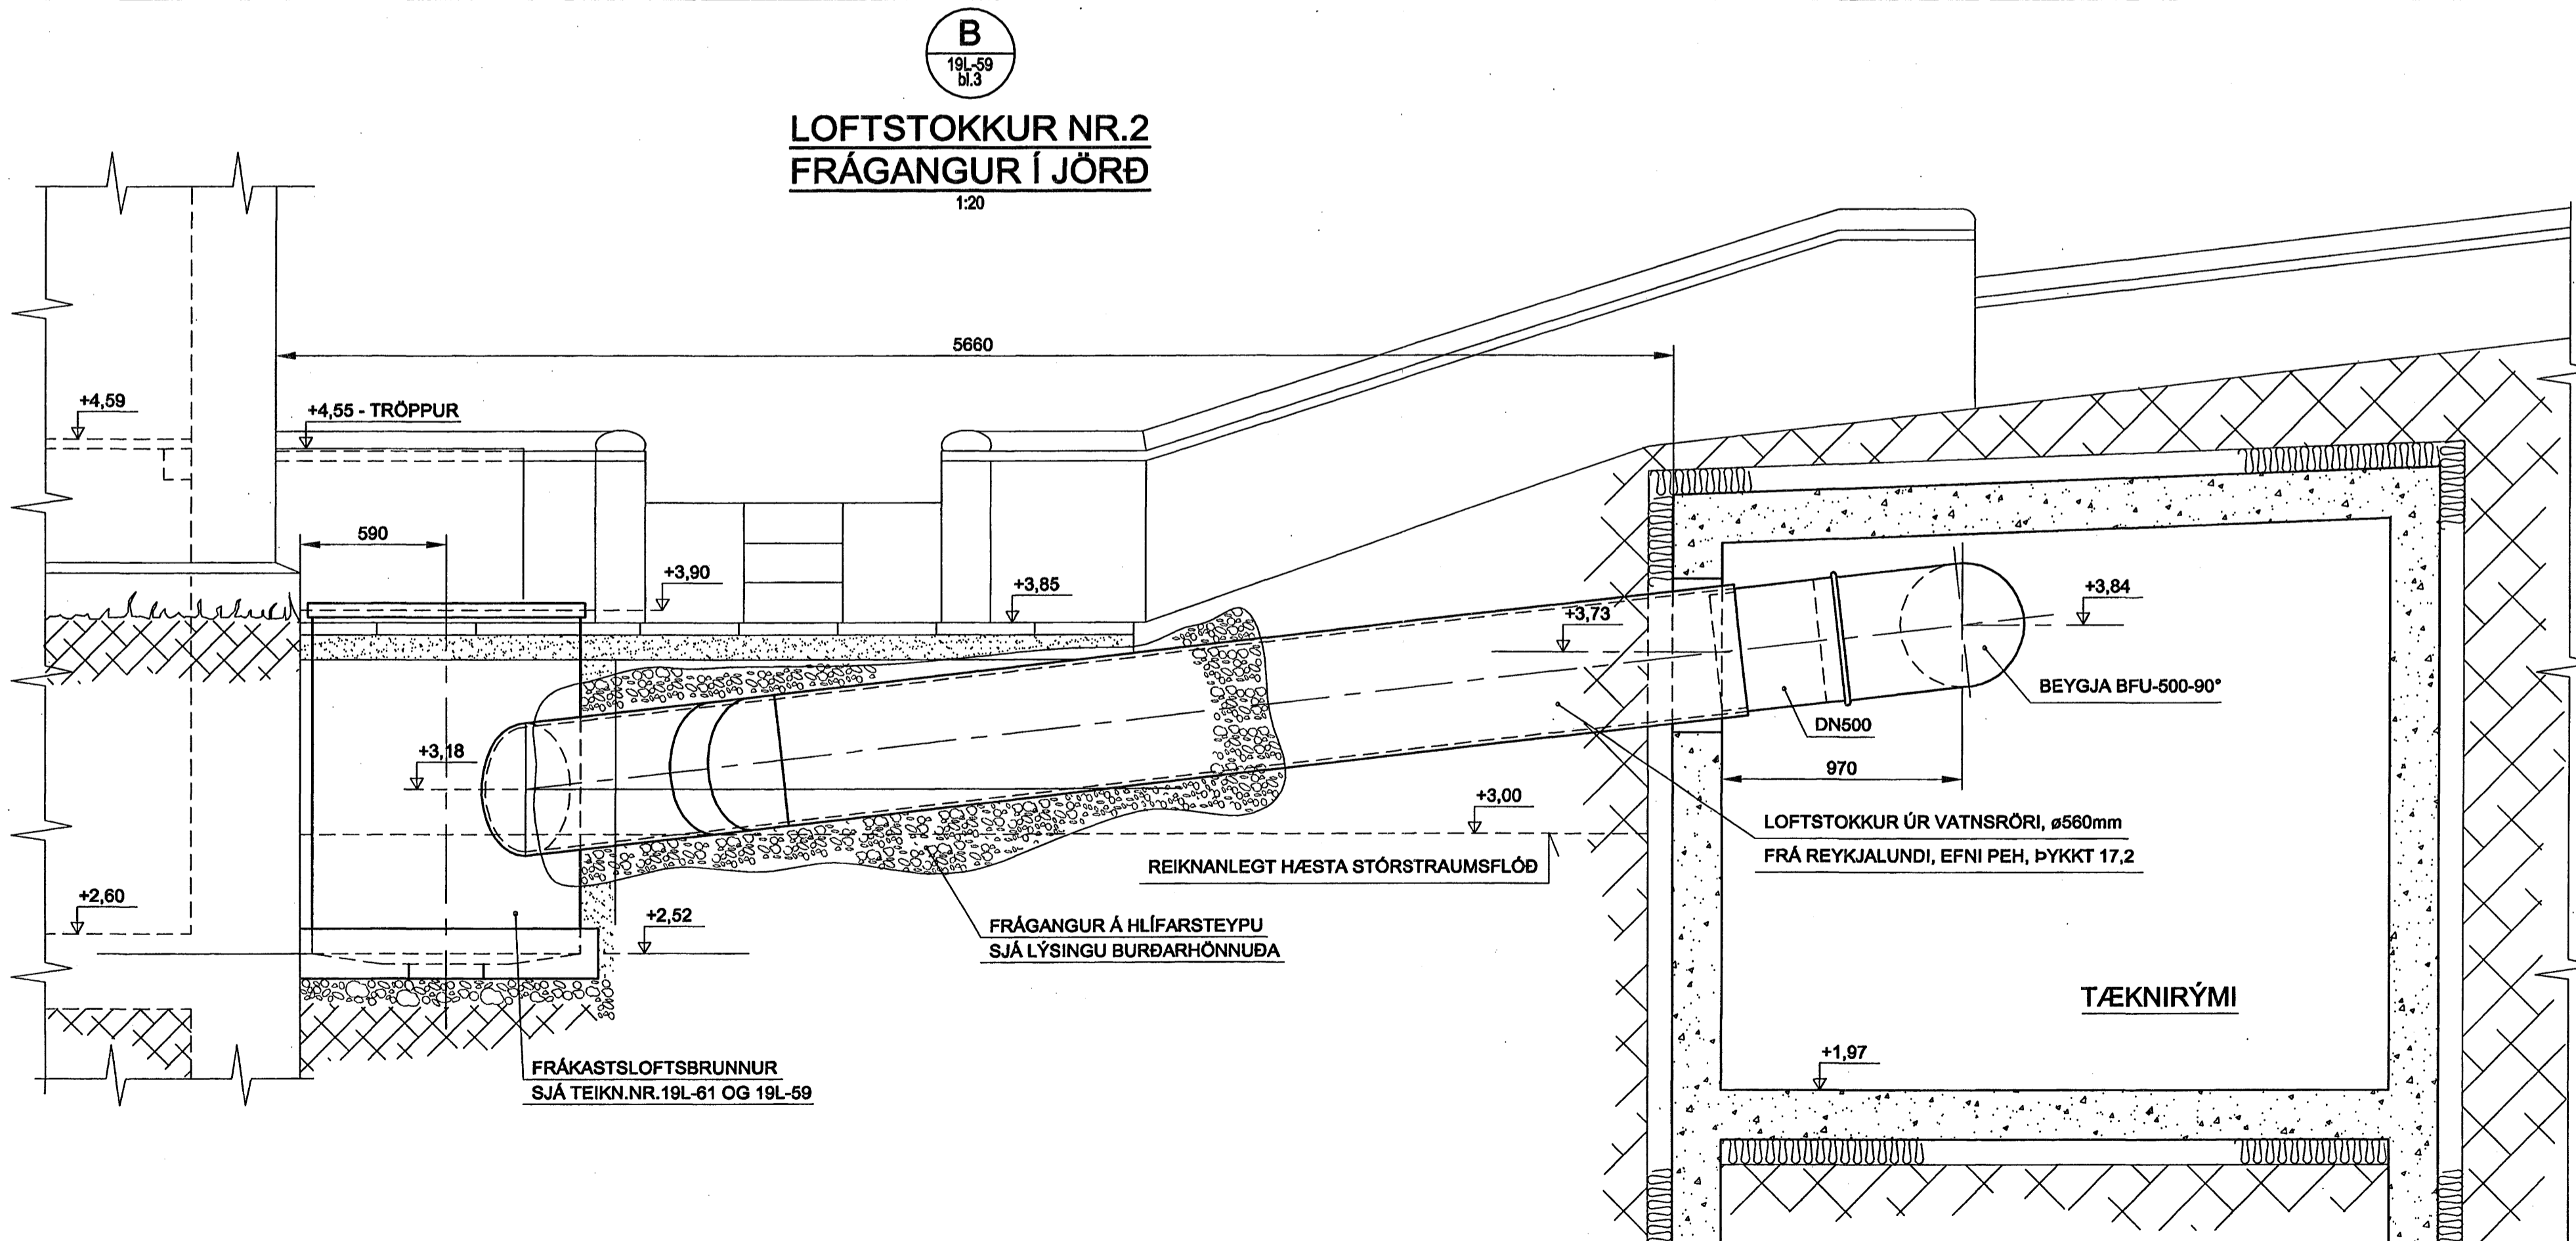 B
19L-59
bl.3
LOFTSTOKKUR NR.2
FRÁGANGUR Í JÖRÐ
1:20
5660
+4,59
+4,55 - TRÖPPUR
590
+3,90
+3,85
+3,73
+3,84
BEYGJA BFU-500-90°
DN500
+3,18
970
+3,00
LOFTSTOKKUR ÚR VATNSRÖRI, ø560mm
FRÁ REYKJALUNDI, EFNI PEH, ÞYKKT 17,2
REIKNANLEGT HÆSTA STÓRSTRAUMSFLÓÐ
+2,60
+2,52
FRÁGANGUR Á HLÍFARSTEYPU
SJÁ LÝSINGU BURÐARHÖNNUÐA
TÆKNIRÝMI
+1,97
FRÁKASTSLOFTSBRUNNUR
SJÁ TEIKN.NR.19L-61 OG 19L-59